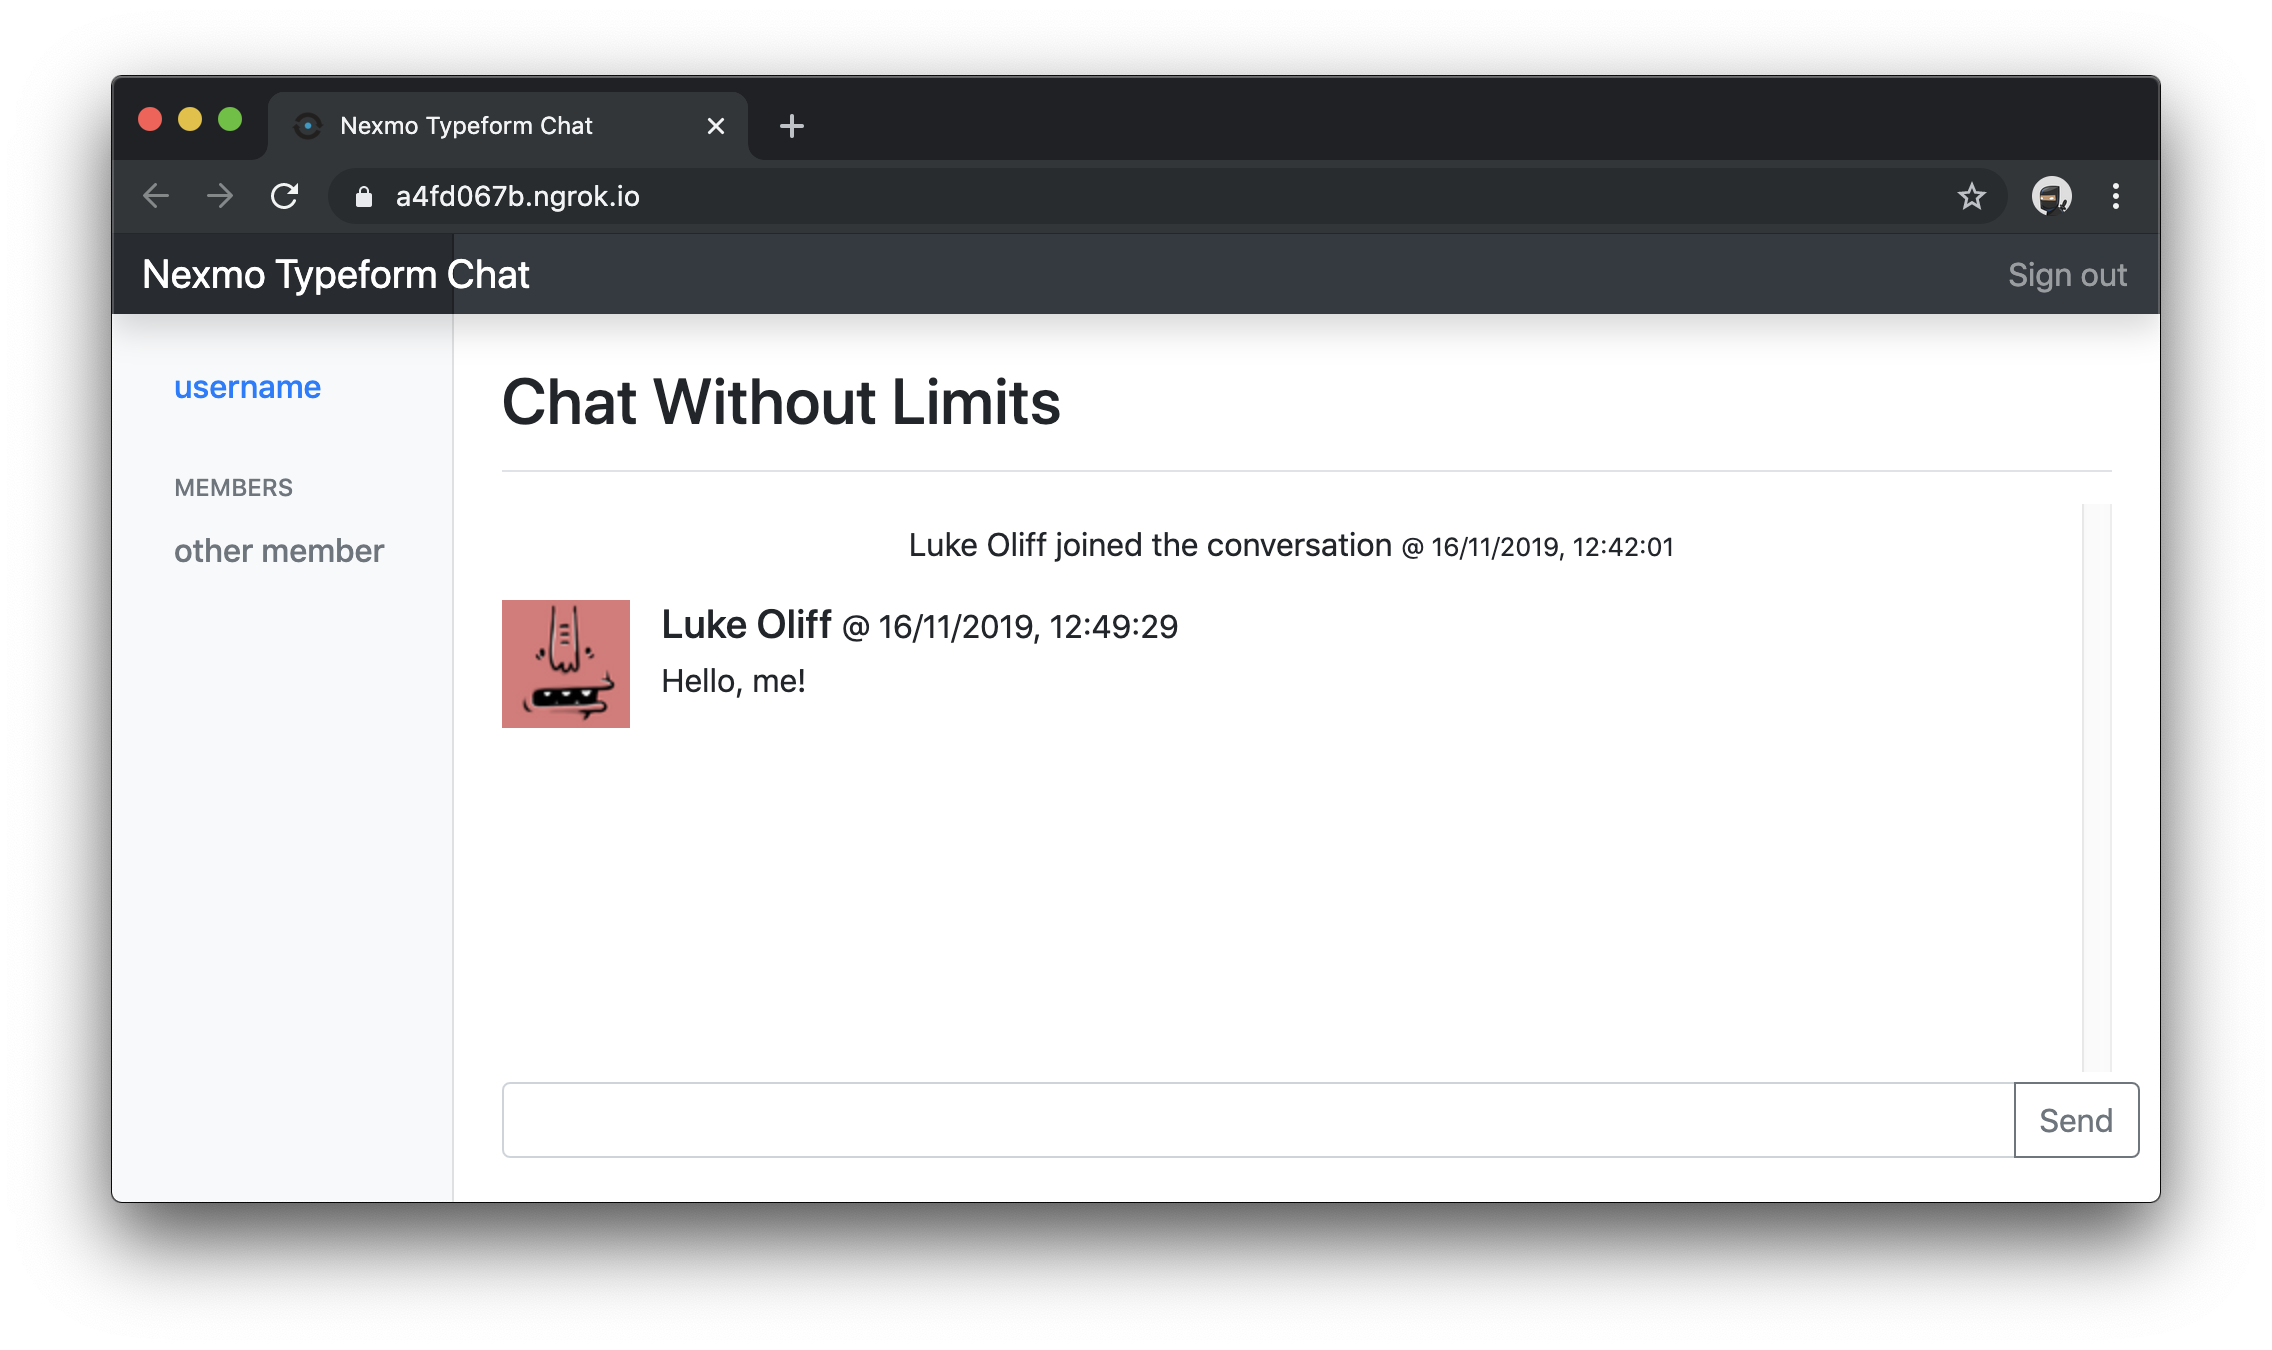 Nexmo Typeform Chat
a4fd067b.ngrok.io
Nexmo Typeform Chat
Sign out
username
Chat Without Limits
MEMBERS
other member
Luke Oliff joined the conversation @ 16/11/2019, 12:42:01
Luke Oliff @ 16/11/2019, 12:49:29
Hello, me!
Send